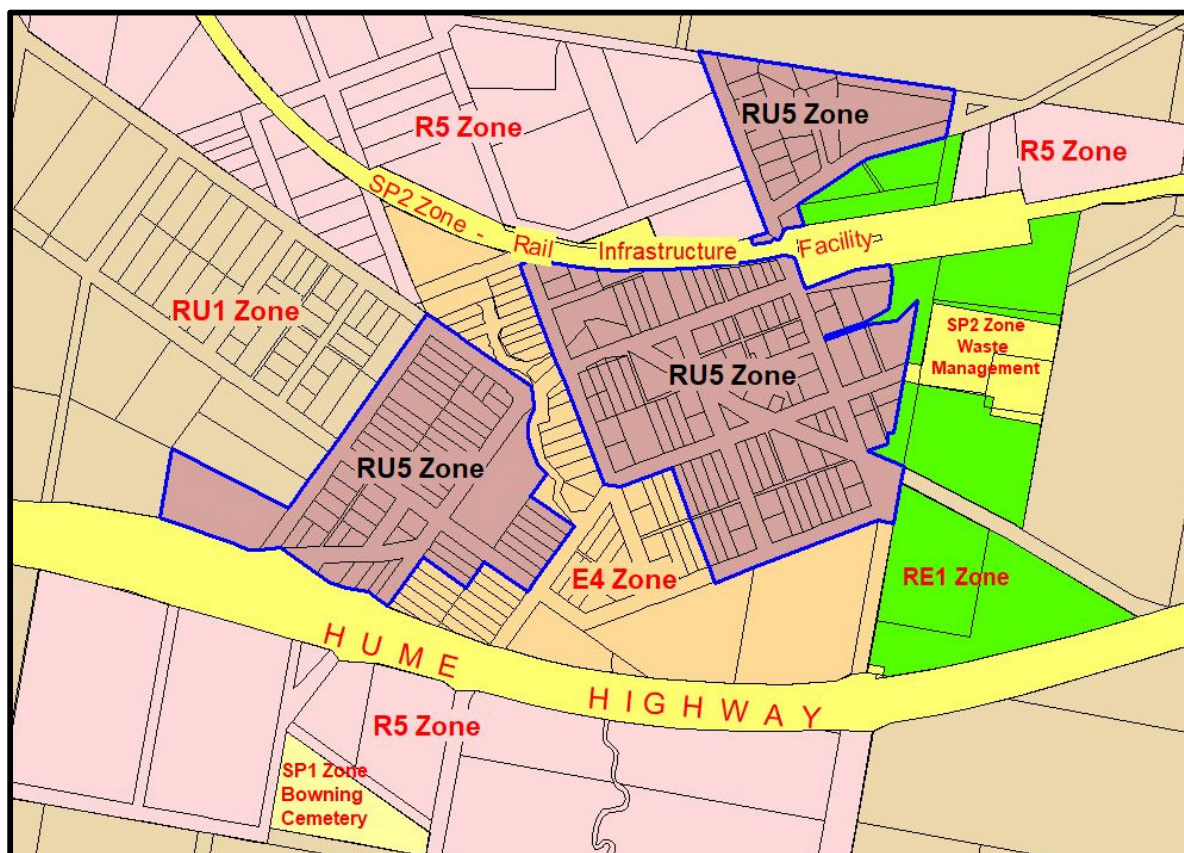 RU5 Zone
R5 Zone
R5 Zone
SP2 Zone - Rail Infrastructure Facility
RU1 Zone
SP2 Zone
Waste
Management
RU5 Zone
RU5 Zone
E4 Zone
RE1 Zone
HUME HIGHWAY
R5 Zone
SP1 Zone
Bowning
Cemetery